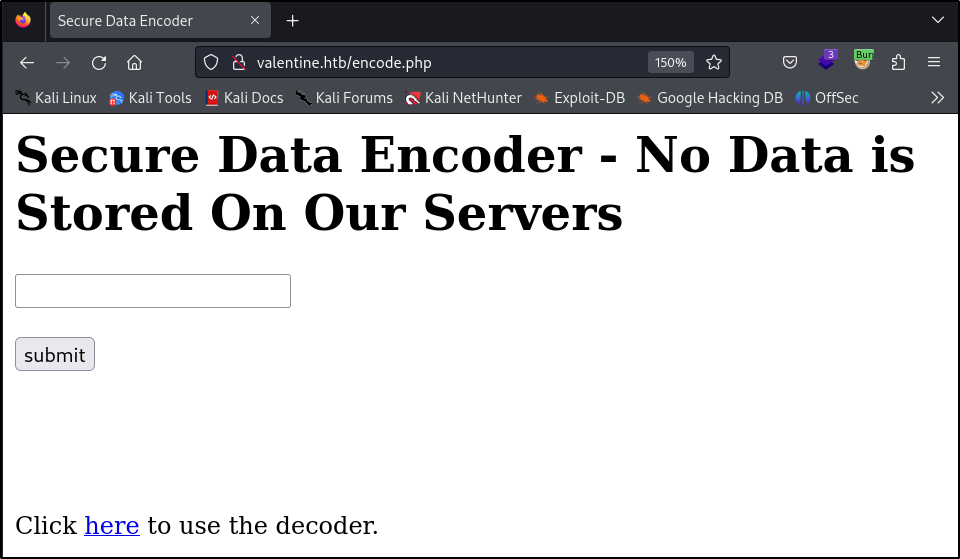 Secure Data Encoder
valentine.htb/encode.php 150% 3 Bur
Kali Linux Kali Tools Kali Docs Kali Forums Kali NetHunter Exploit-DB Google Hacking DB OffSec
Secure Data Encoder - No Data is
Stored On Our Servers
submit
Click here to use the decoder.